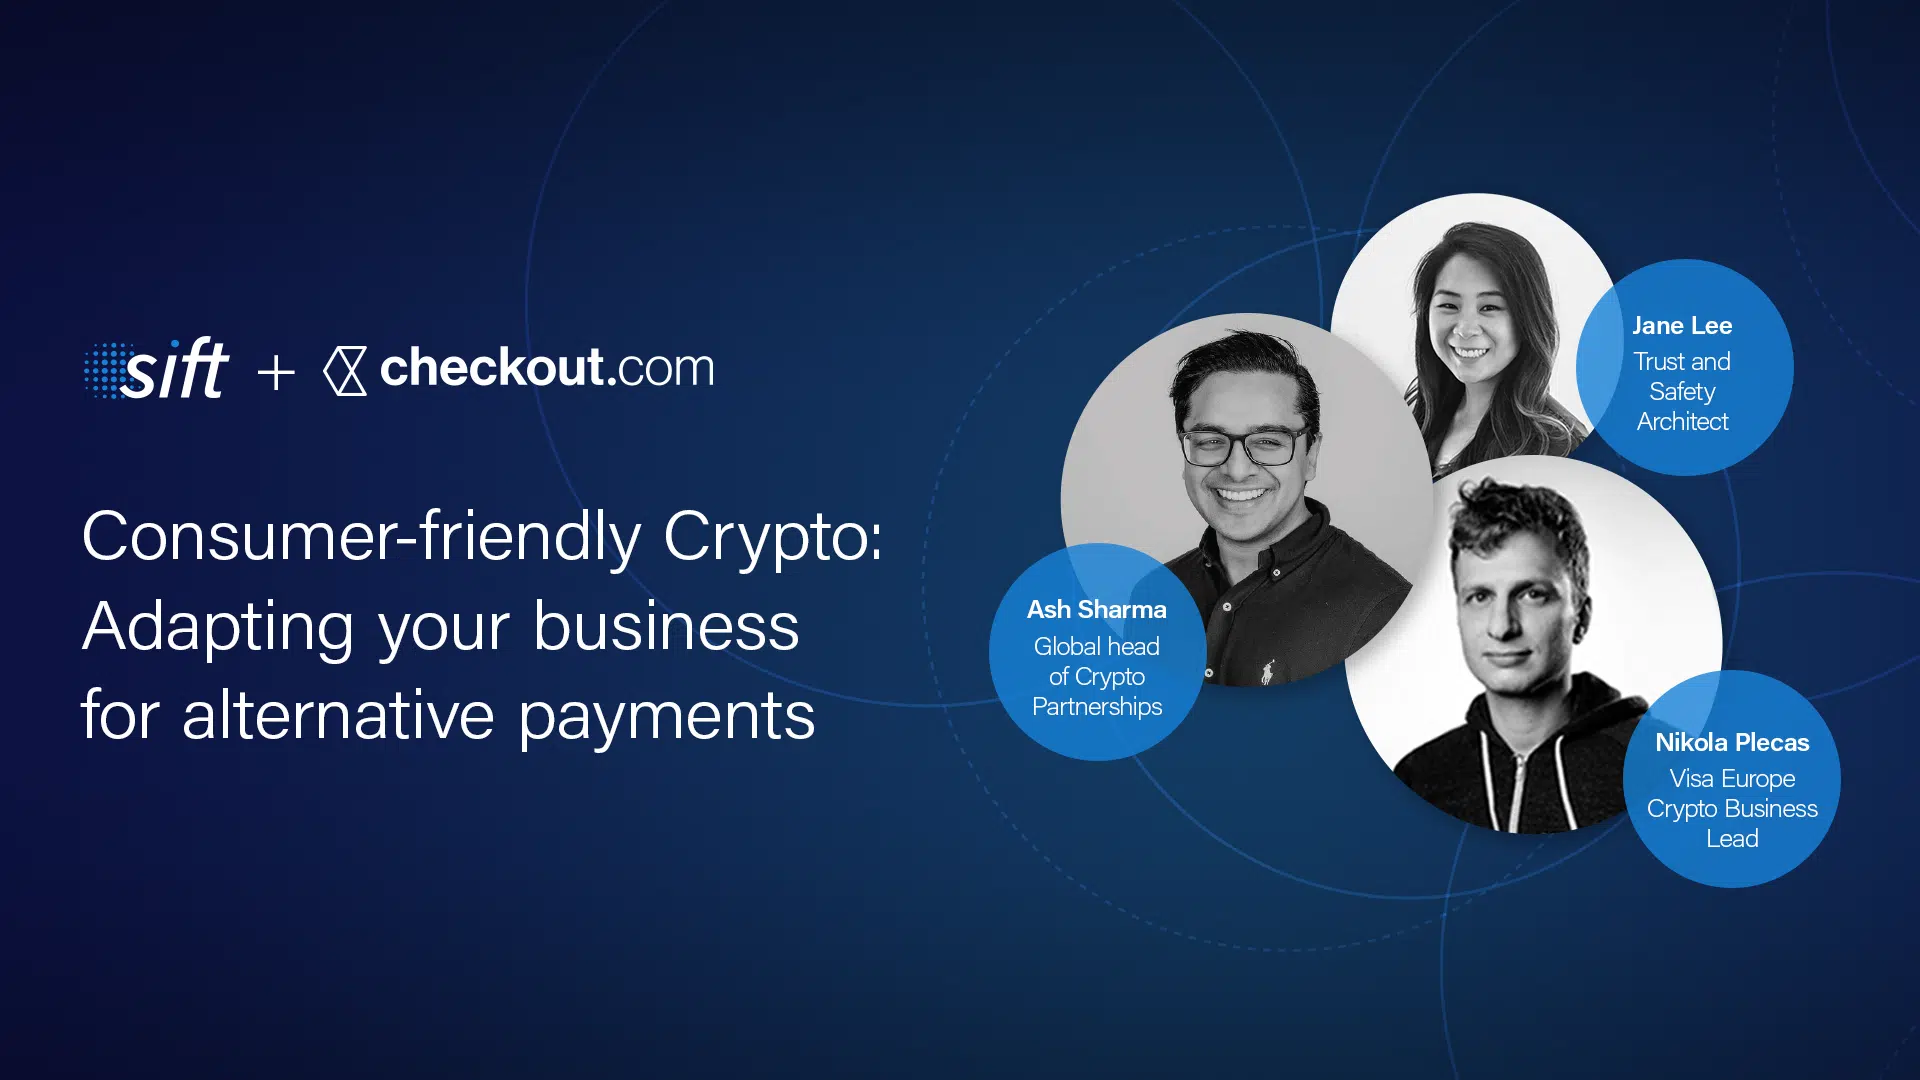 sift + checkout.com
Consumer-friendly Crypto:
Adapting your business
for alternative payments
Jane Lee
Trust and
Safety
Architect
Ash Sharma
Global head
of Crypto
Partnerships
Nikola Plecas
Visa Europe
Crypto Business
Lead